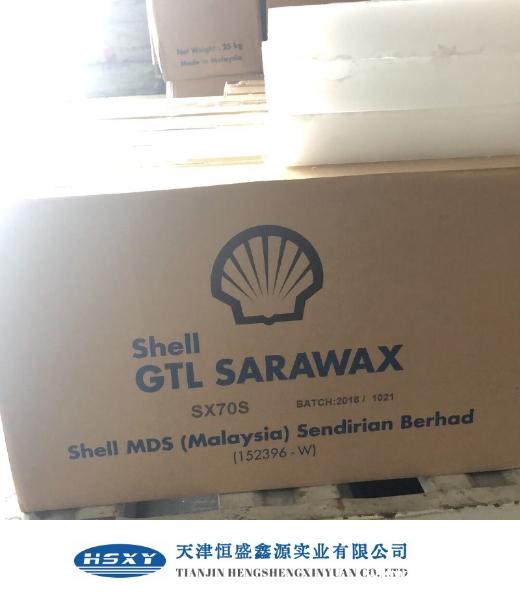 Net Weight : 25 kg
Made in Malaysia
Shell
GTL SARAWAX
SX70S BATCH:2018 / 1021
Shell MDS (Malaysia) Sendirian Berhad
(152396 - W)
HSXY 天津恒盛鑫源实业有限公司
TIANJIN HENGSHENGXINYUAN CO., LTD